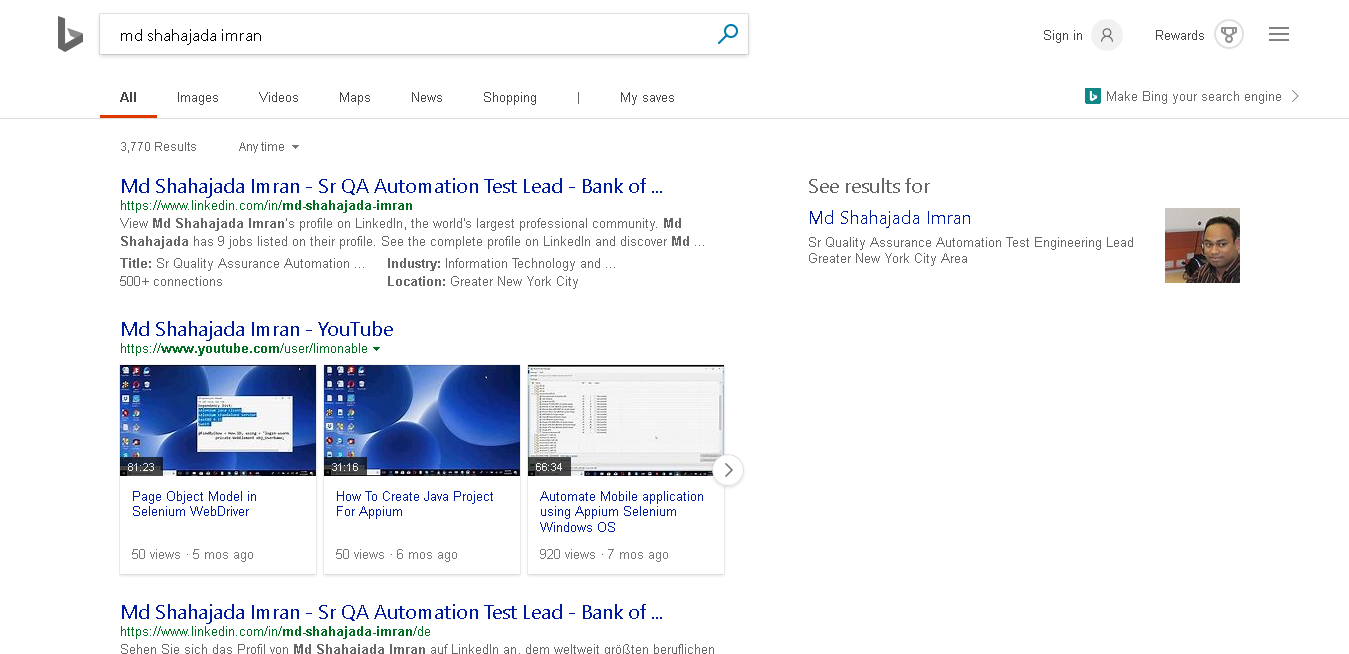 md shahajada imran
Sign in
Rewards
All
Images
Videos
Maps
News
Shopping
|
My saves
Make Bing your search engine
3,770 Results
Any time
Md Shahajada Imran - Sr QA Automation Test Lead - Bank of ...
https://www.linkedin.com/in/md-shahajada-imran
View Md Shahajada Imran's profile on LinkedIn, the world's largest professional community. Md
Shahajada has 9 jobs listed on their profile. See the complete profile on LinkedIn and discover Md ...
Title: Sr Quality Assurance Automation ...
Industry: Information Technology and ...
500+ connections
Location: Greater New York City
See results for
Md Shahajada Imran
Sr Quality Assurance Automation Test Engineering Lead
Greater New York City Area
Md Shahajada Imran - YouTube
https://www.youtube.com/user/limonable
81:23
31:16
66:34
Page Object Model in
Selenium WebDriver
50 views · 5 mos ago
How To Create Java Project
For Appium
50 views · 6 mos ago
Automate Mobile application
using Appium Selenium
Windows OS
920 views · 7 mos ago
Md Shahajada Imran - Sr QA Automation Test Lead - Bank of ...
https://www.linkedin.com/in/md-shahajada-imran/de
Sehen Sie sich das Profil von Md Shahajada Imran auf LinkedIn an, dem weltweit größten beruflichen